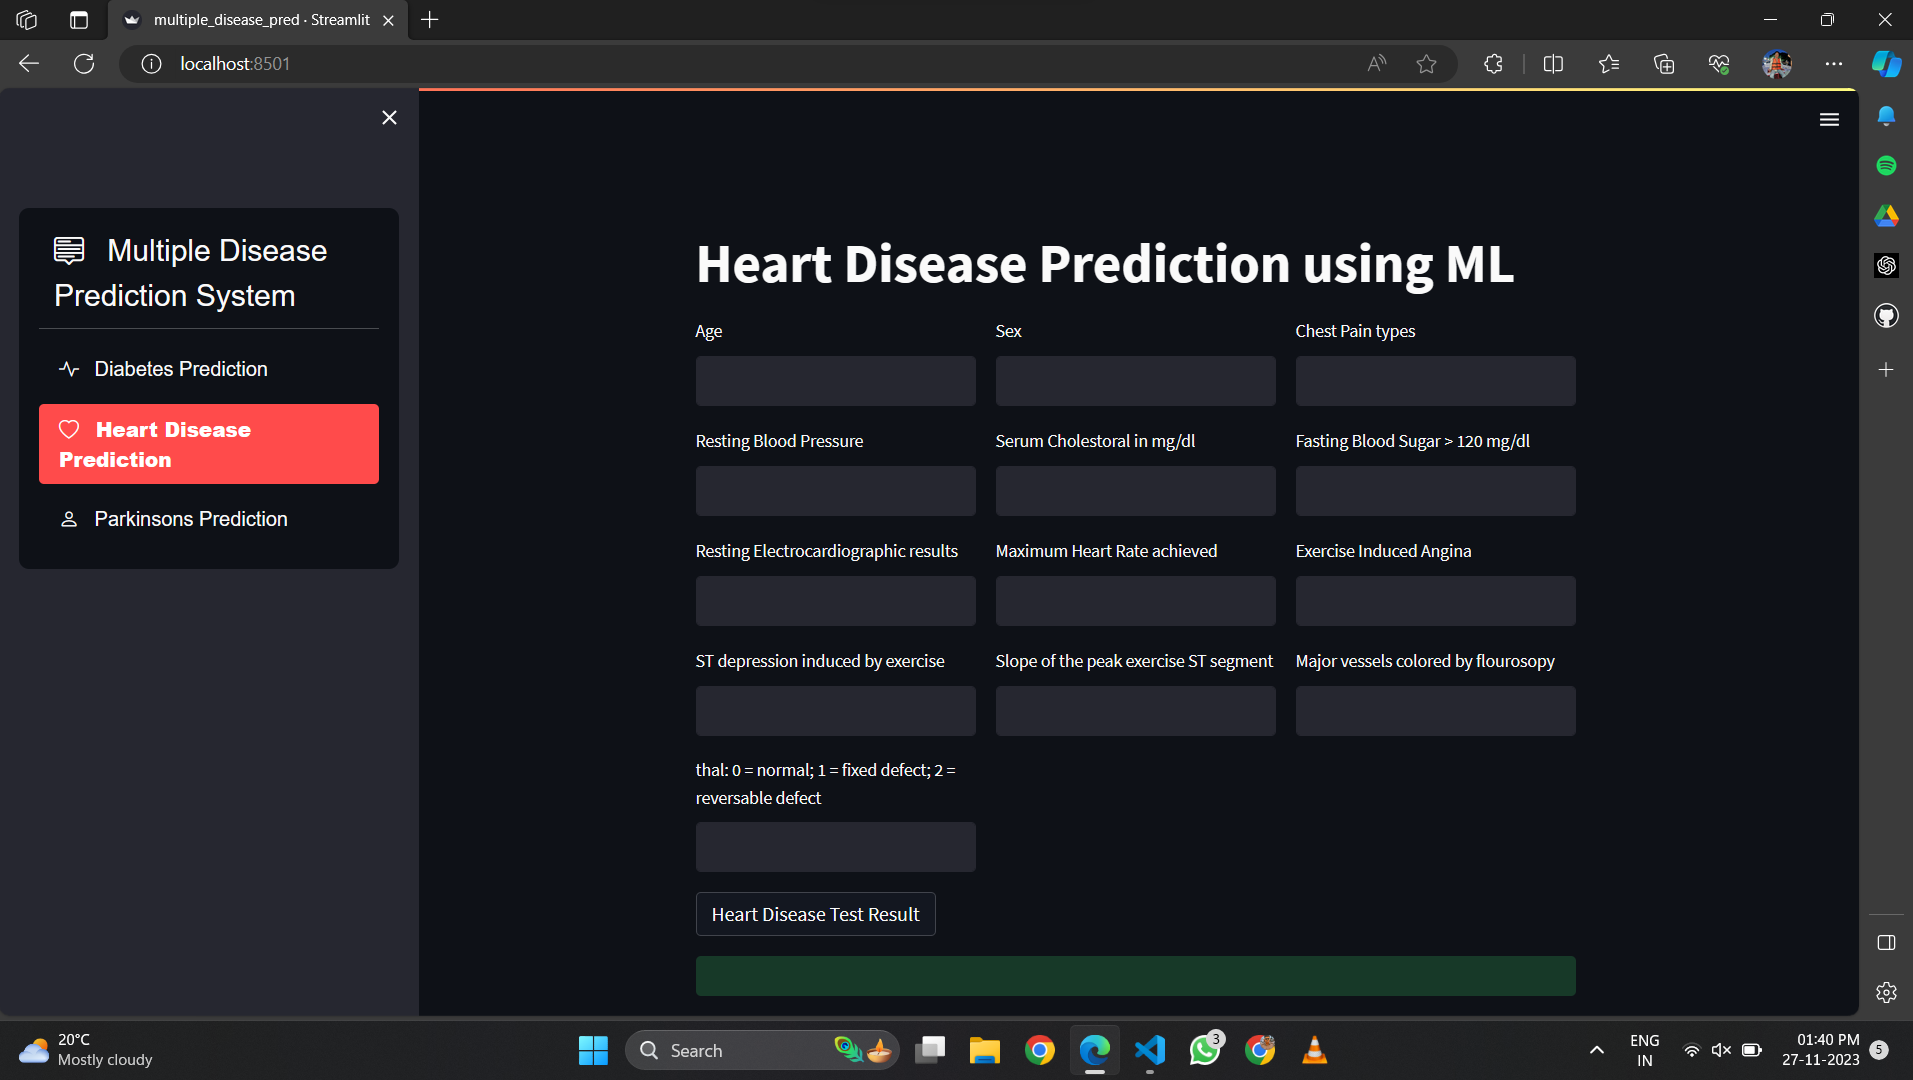 multiple_disease_pred · Streamlit
localhost:8501
Multiple Disease
Prediction System
Diabetes Prediction
Heart Disease
Prediction
Parkinsons Prediction
Heart Disease Prediction using ML
Age
Sex
Chest Pain types
Resting Blood Pressure
Serum Cholestoral in mg/dl
Fasting Blood Sugar > 120 mg/dl
Resting Electrocardiographic results
Maximum Heart Rate achieved
Exercise Induced Angina
ST depression induced by exercise
Slope of the peak exercise ST segment
Major vessels colored by flourosopy
thal: 0 = normal; 1 = fixed defect; 2 =
reversable defect
Heart Disease Test Result
20°C
Mostly cloudy
Search
3
ENG
IN
01:40 PM
27-11-2023
5